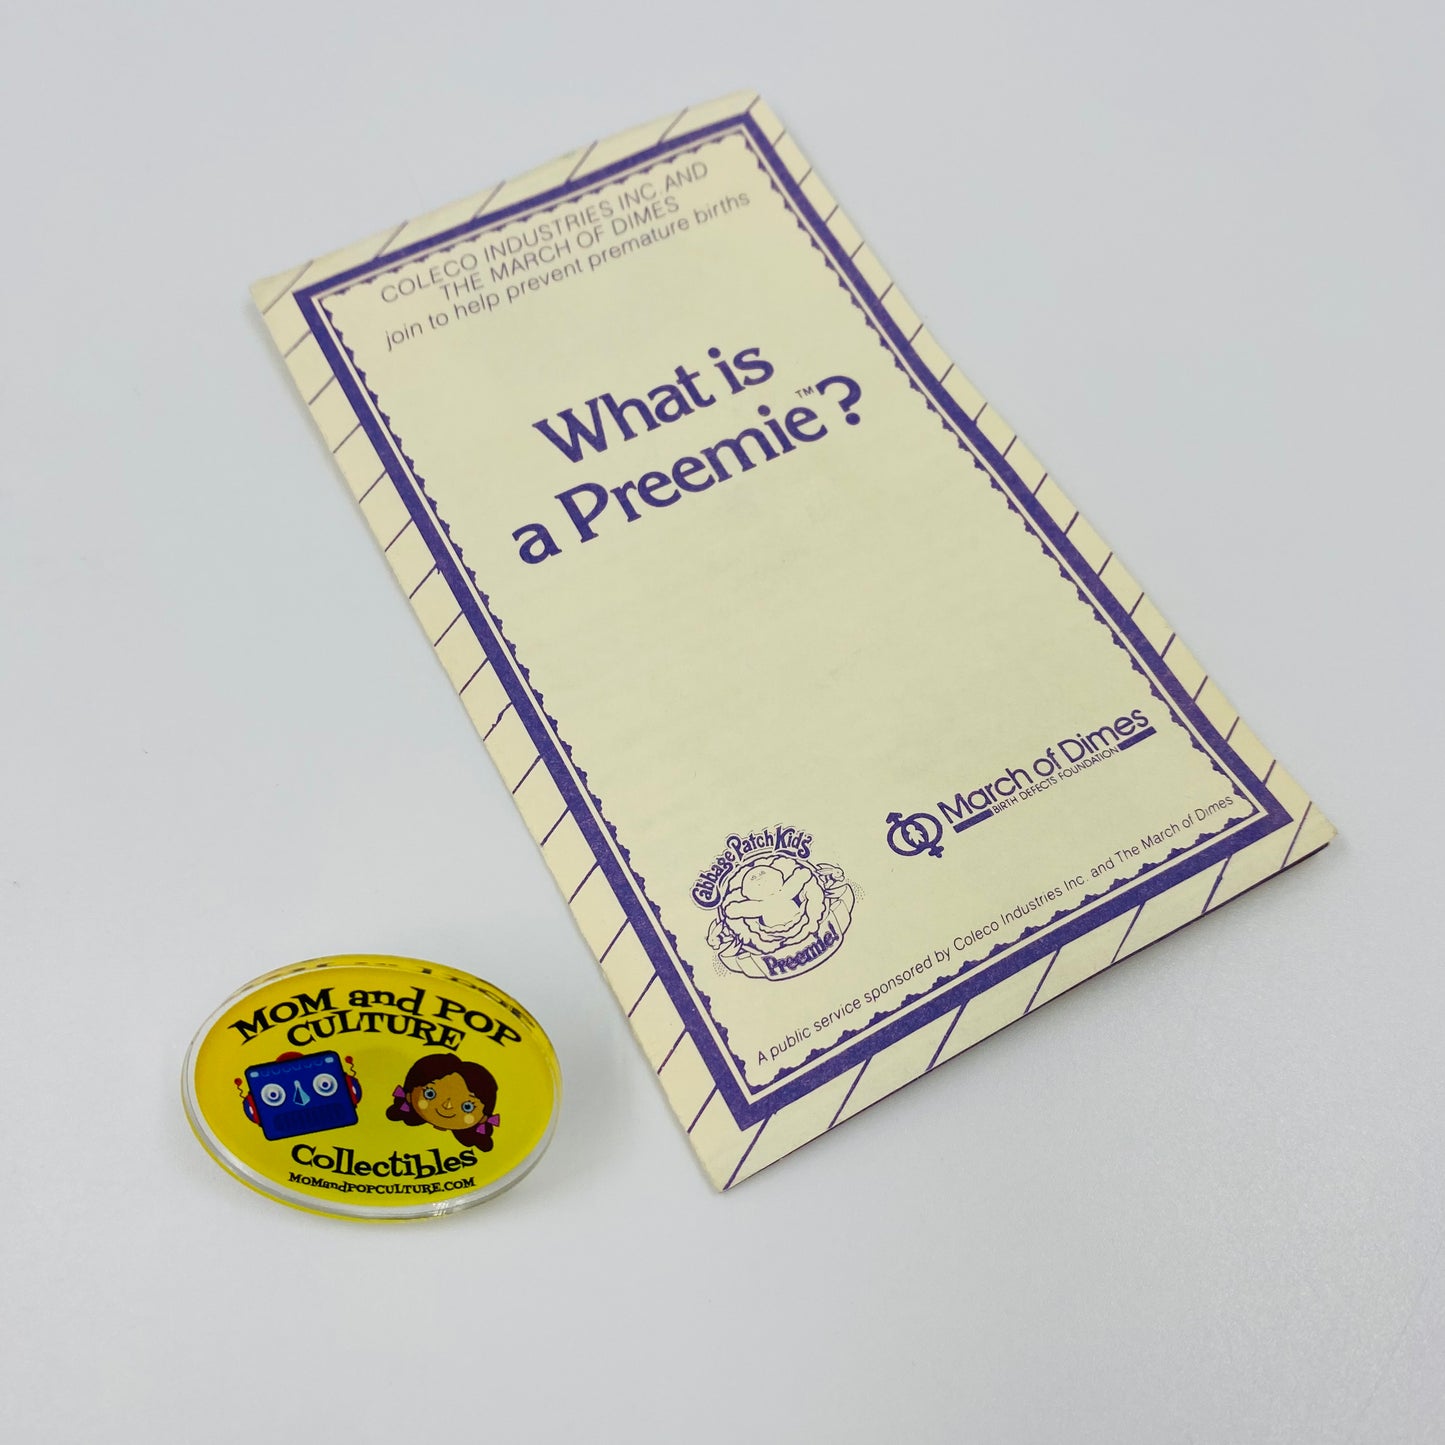 COLECO INDUSTRIES INC. AND
THE MARCH OF DIMES
join to help prevent premature births
What is
a Preemie™?
Cabbage Patch Kids
Preemie!
March of Dimes
BIRTH DEFECTS FOUNDATION
A public service sponsored by Coleco Industries Inc. and The March of Dimes
MOM and POP
CULTURE
Collectibles
MOMandPOPCULTURE.COM